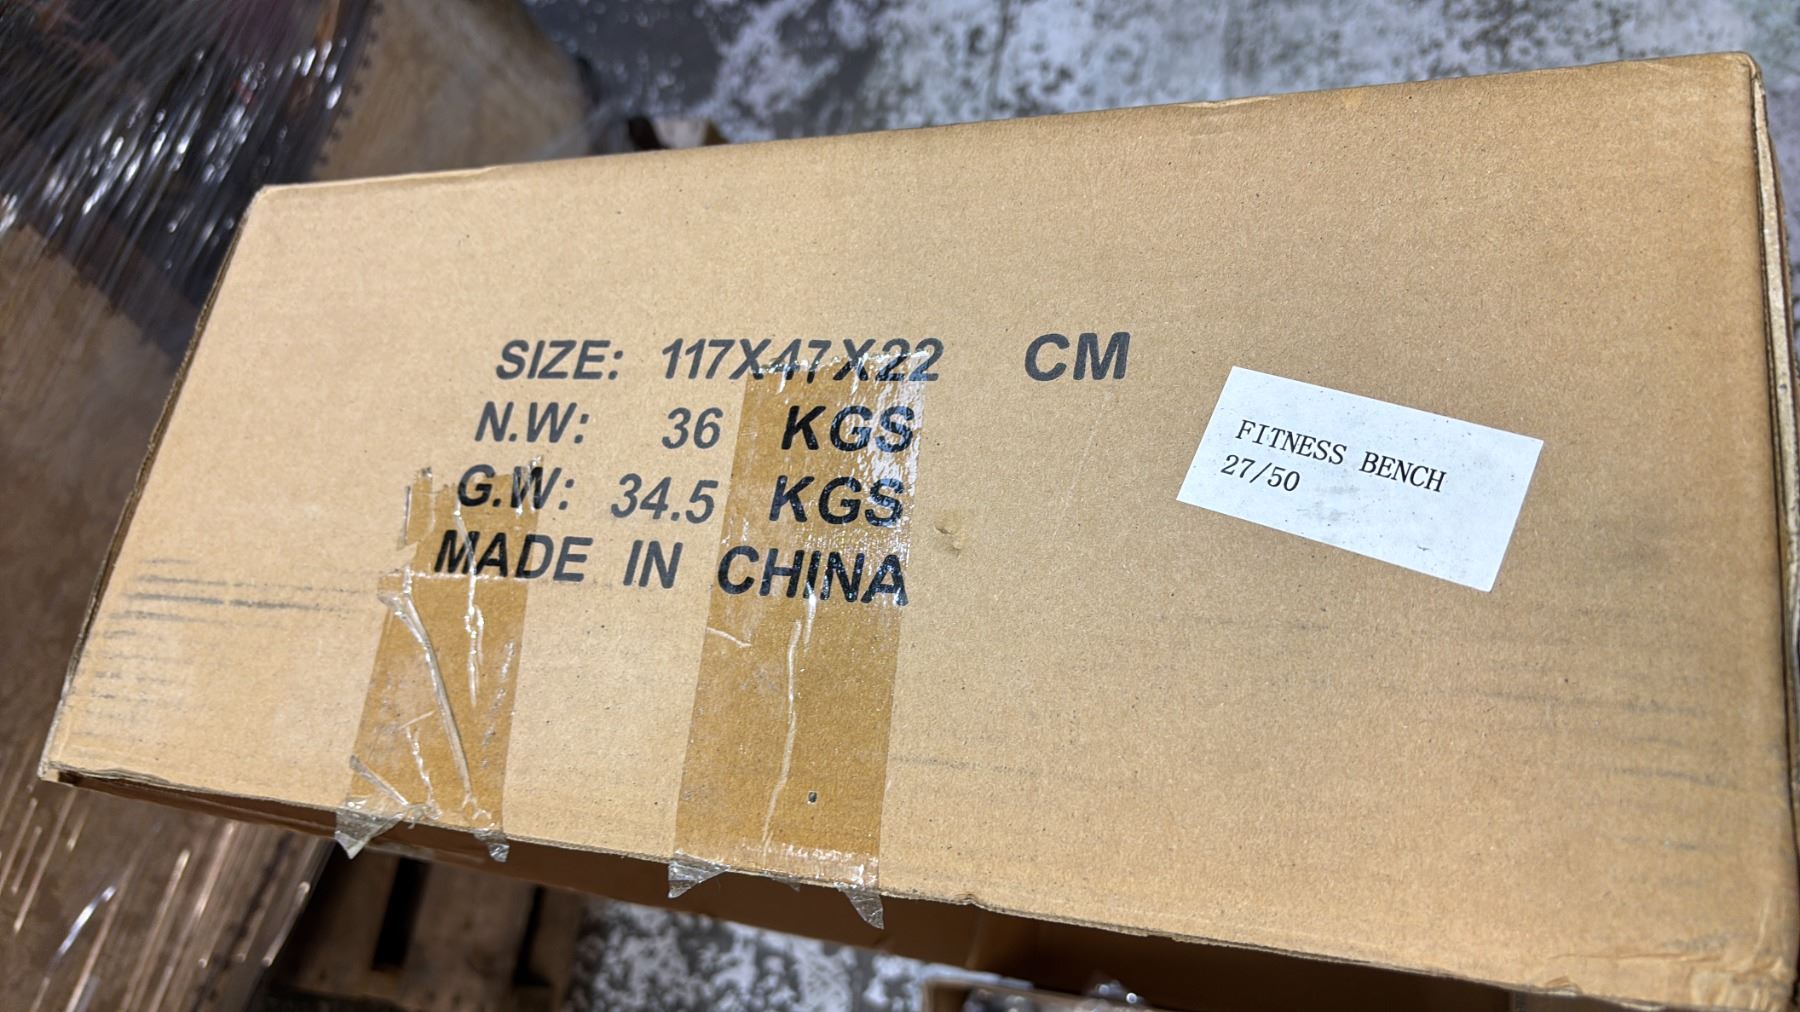 SIZE: 117X47X22 CM
N.W: 36 KGS
G.W: 34.5 KGS
MADE IN CHINA
FITNESS BENCH
27/50